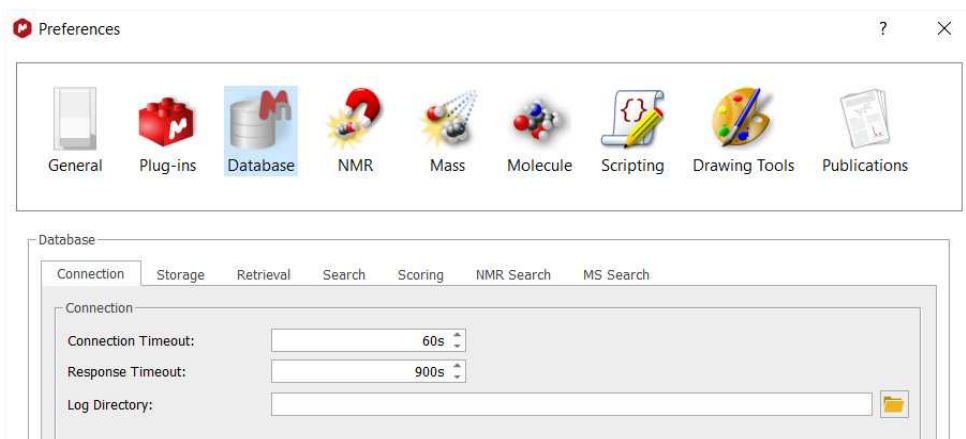 Preferences ?
General Plug-ins Database NMR Mass Molecule Scripting Drawing Tools Publications
Database
Connection Storage Retrieval Search Scoring NMR Search MS Search
Connection
Connection Timeout: 60s
Response Timeout: 900s
Log Directory: